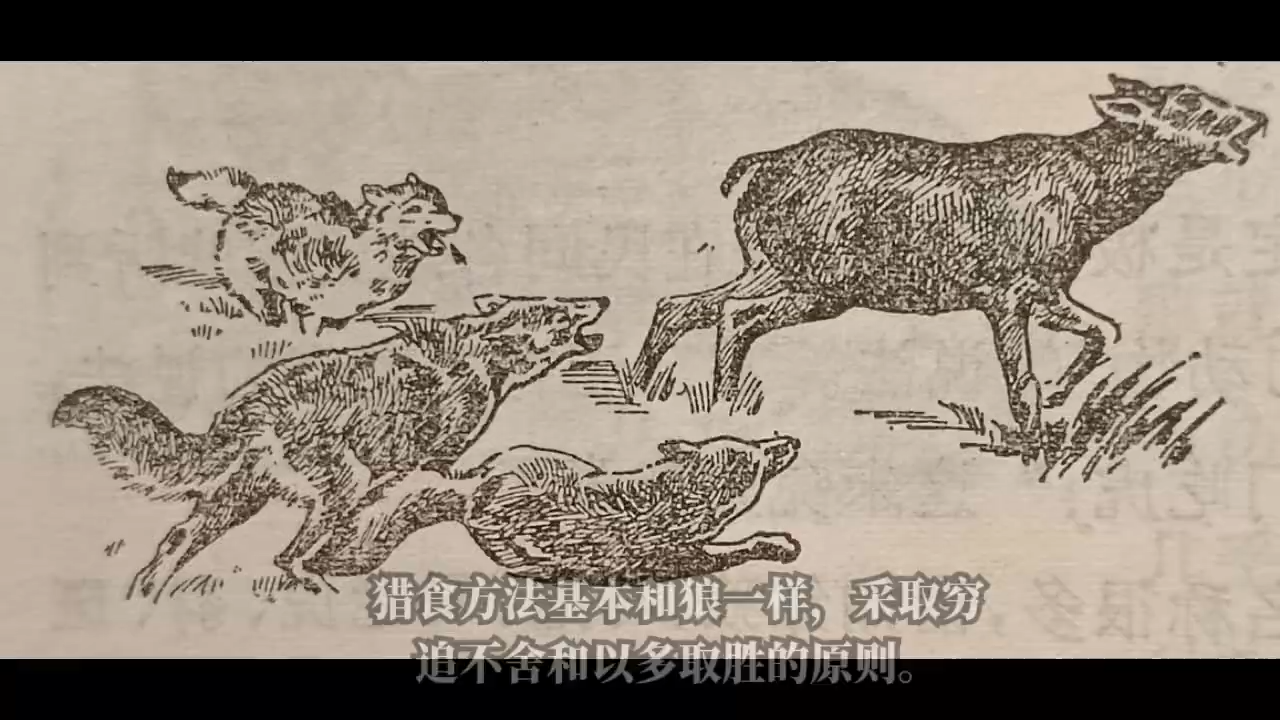 猎食方法基本和狼一样，采取穷
追不舍和以多取胜的原则。